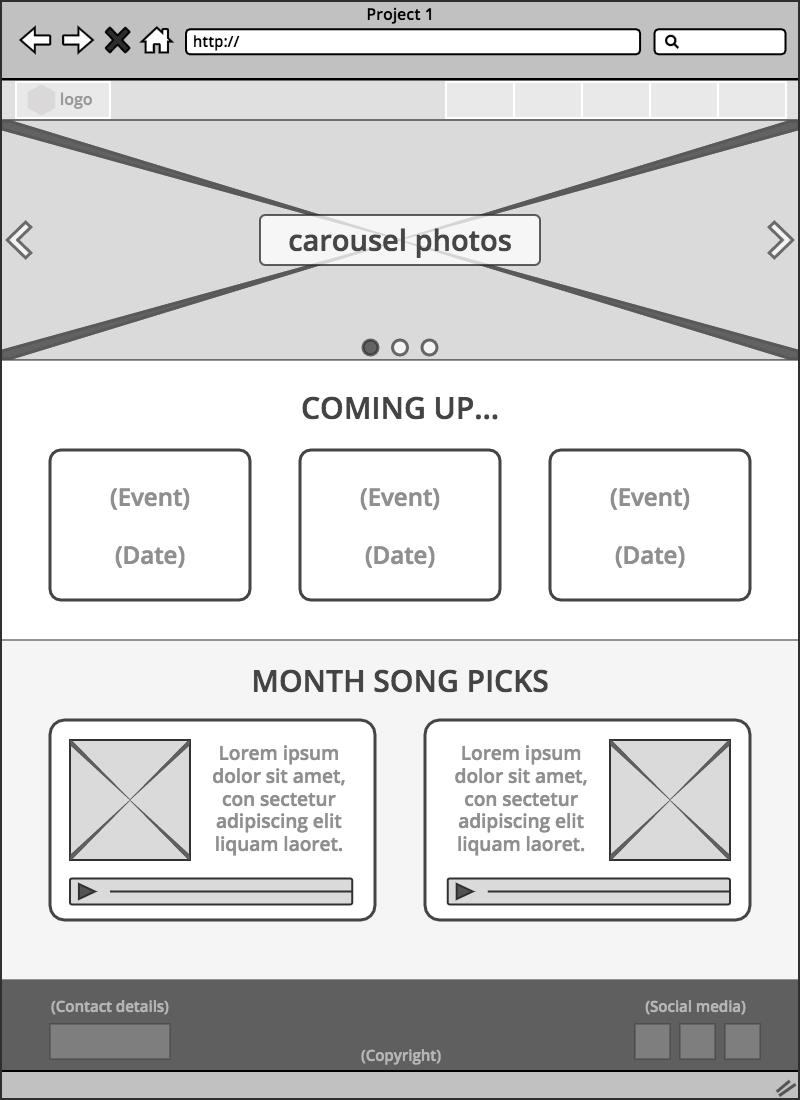 Project 1
http://
logo
carousel photos
COMING UP...
(Event)
(Date)
(Event)
(Date)
(Event)
(Date)
MONTH SONG PICKS
Lorem ipsum
dolor sit amet,
con sectetur
adipiscing elit
liquam laoret.
Lorem ipsum
dolor sit amet,
con sectetur
adipiscing elit
liquam laoret.
(Contact details)
(Social media)
(Copyright)